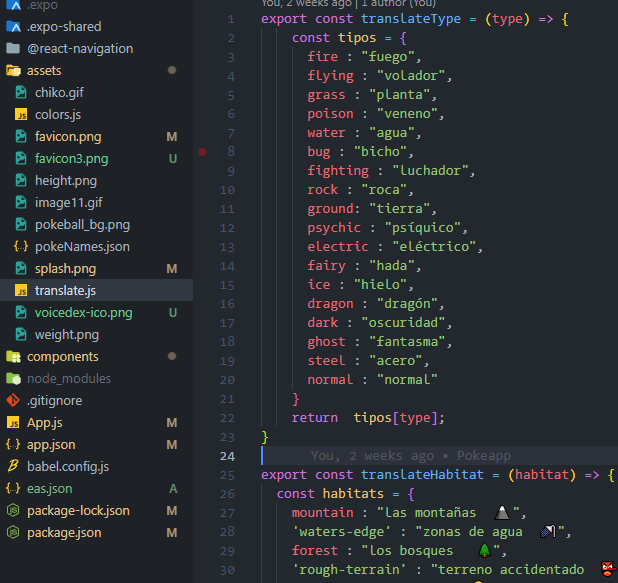 .expo
.expo-shared
@react-navigation
assets
chiko.gif
colors.js
favicon.png M
favicon3.png U
height.png
image11.gif
pokeball_bg.png
pokeNames.json
splash.png M
translate.js
voicedex-ico.png U
weight.png
components
node_modules
.gitignore
App.js M
app.json M
babel.config.js
eas.json A
package-lock.json M
package.json M
You, 2 weeks ago | 1 author (You)
1 export const translateType = (type) => {
2 const tipos = {
3 fire : "fuego",
4 flying : "volador",
5 grass : "planta",
6 poison : "veneno",
7 water : "agua",
8 bug : "bicho",
9 fighting : "luchador",
10 rock : "roca",
11 ground: "tierra",
12 psychic : "psíquico",
13 electric : "eléctrico",
14 fairy : "hada",
15 ice : "hielo",
16 dragon : "dragón",
17 dark : "oscuridad",
18 ghost : "fantasma",
19 steel : "acero",
20 normal : "normal"
21 }
22 return tipos[type];
23 }
24 You, 2 weeks ago • Pokeapp
25 export const translateHabitat = (habitat) => {
26 const habitats = {
27 mountain : "las montañas ",
28 'waters-edge' : "zonas de agua ",
29 forest : "los bosques ",
30 'rough-terrain' : "terreno accidentado